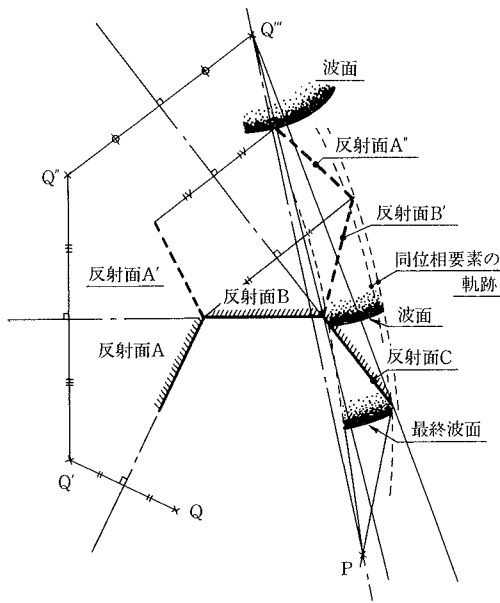 Q‴
波面
反射面A″
Q″
反射面B′
反射面A′
同位相要素の
軌跡
反射面B
波面
反射面A
反射面C
最終波面
Q′
Q
P